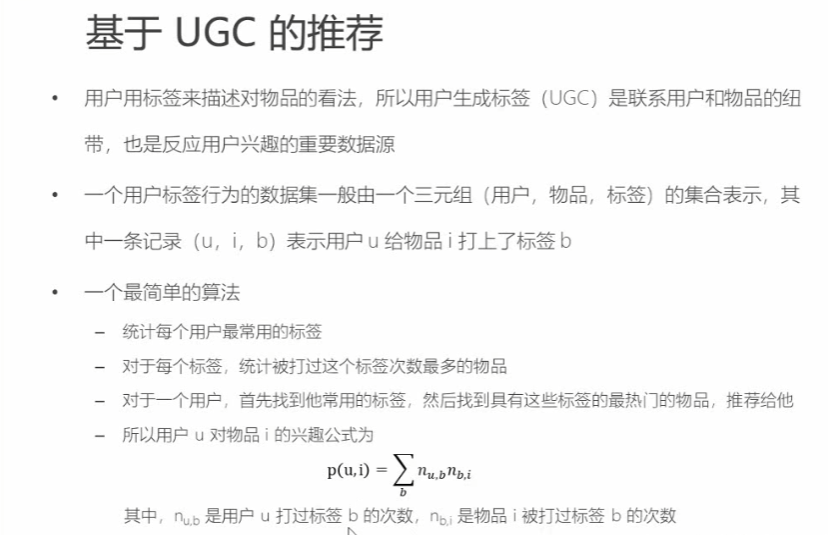 基于 UGC 的推荐
• 用户用标签来描述对物品的看法，所以用户生成标签（UGC）是联系用户和物品的纽
带，也是反应用户兴趣的重要数据源
• 一个用户标签行为的数据集一般由一个三元组（用户，物品，标签）的集合表示，其
中一条记录（u，i，b）表示用户 u 给物品 i 打上了标签 b
• 一个最简单的算法
– 统计每个用户最常用的标签
– 对于每个标签，统计被打过这个标签次数最多的物品
– 对于一个用户，首先找到他常用的标签，然后找到具有这些标签的最热门的物品，推荐给他
– 所以用户 u 对物品 i 的兴趣公式为
p(u,i) = ∑_b n_{u,b} n_{b,i}
其中，n_{u,b} 是用户 u 打过标签 b 的次数，n_{b,i} 是物品 i 被打过标签 b 的次数